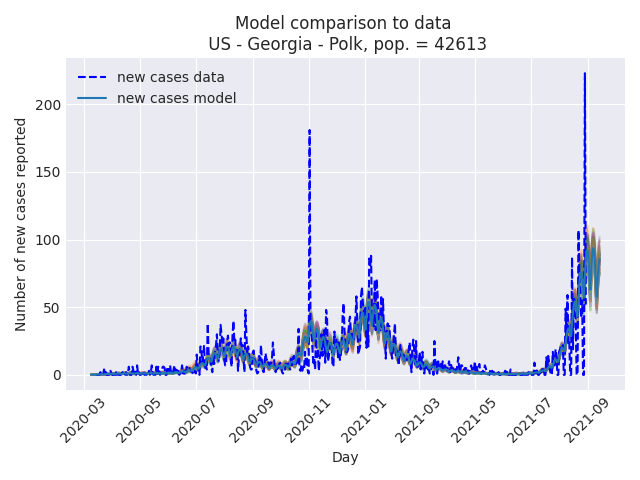 Model comparison to data
US - Georgia - Polk, pop. = 42613
new cases data
new cases model
Number of new cases reported
200
150
100
50
0
2020-03
2020-05
2020-07
2020-09
2020-11
2021-01
2021-03
2021-05
2021-07
2021-09
Day